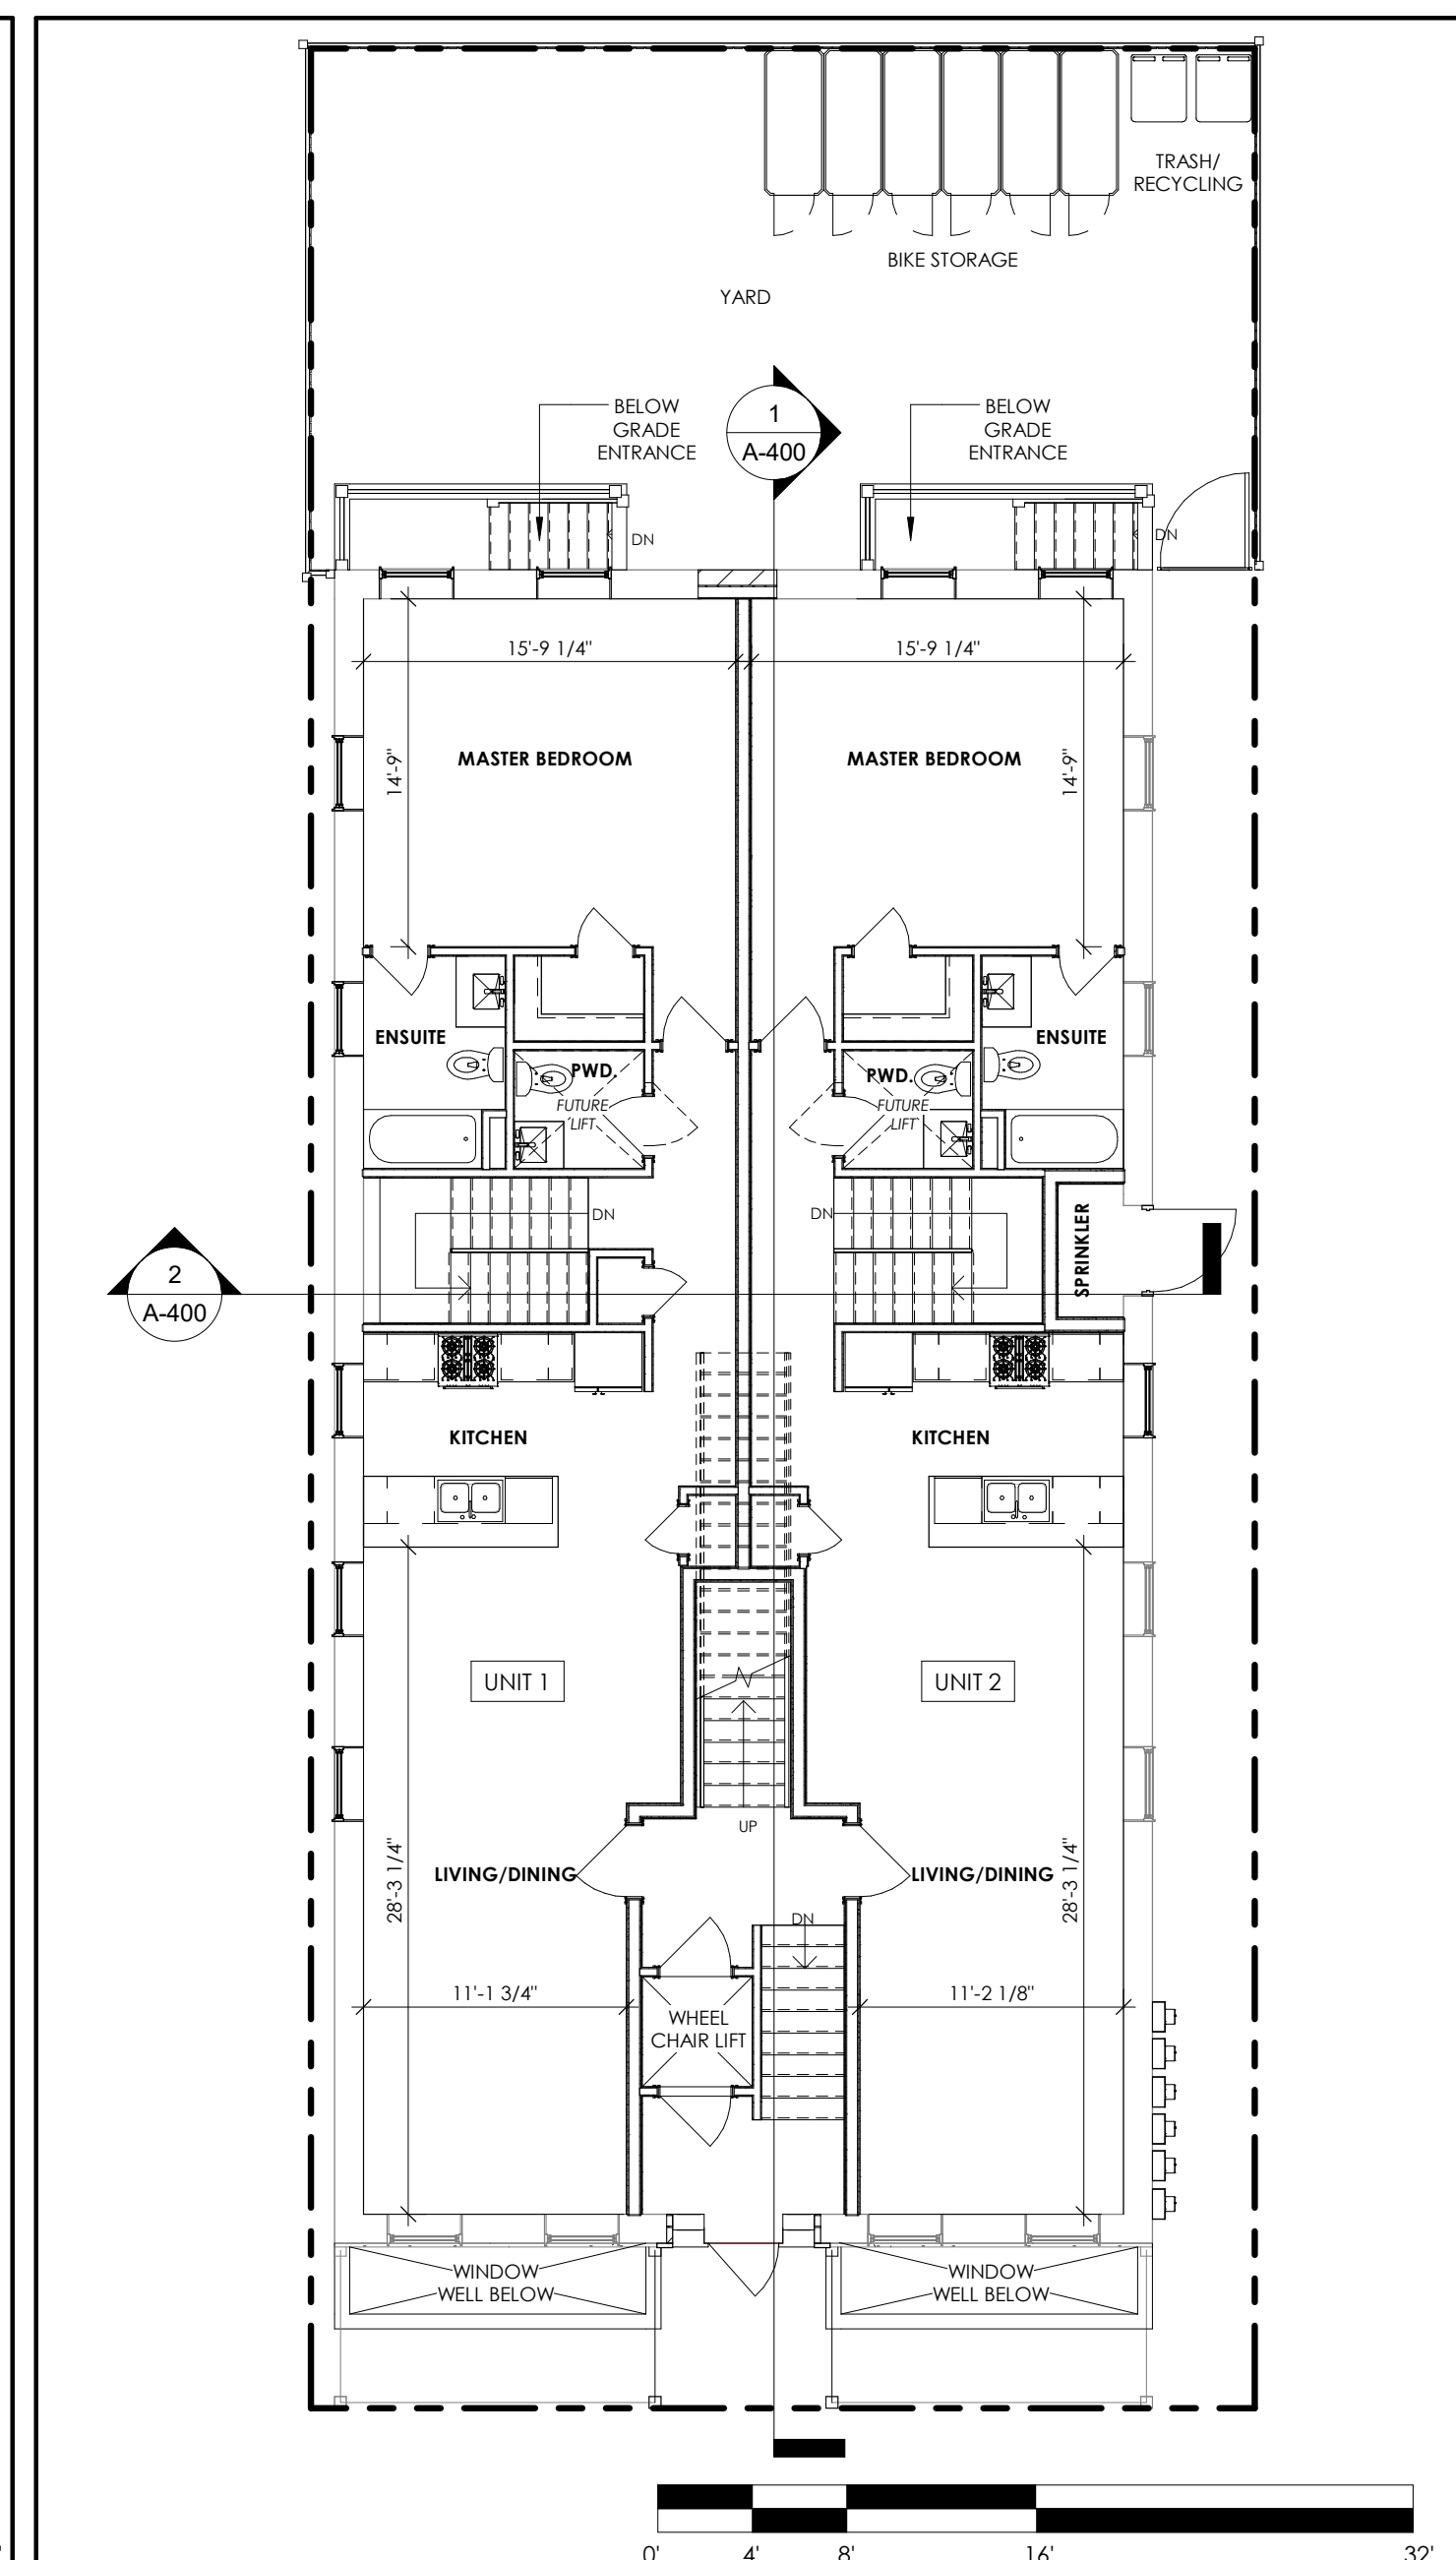 TRASH/
RECYCLING
BIKE STORAGE
YARD
BELOW
GRADE
ENTRANCE
1
A-400
BELOW
GRADE
ENTRANCE
DN
DN
15'-9 1/4"
15'-9 1/4"
14'-9"
MASTER BEDROOM
MASTER BEDROOM
14'-9"
ENSUITE
ENSUITE
PWD.
PWD.
FUTURE
LIFT
FUTURE
LIFT
DN
DN
SPRINKLER
2
A-400
KITCHEN
KITCHEN
UNIT 1
UNIT 2
UP
28'-3 1/4"
LIVING/DINING
LIVING/DINING
28'-3 1/4"
DN
11'-1 3/4"
11'-2 1/8"
WHEEL
CHAIR LIFT
WINDOW
WELL BELOW
WINDOW
WELL BELOW
0' 4' 8' 16' 32'